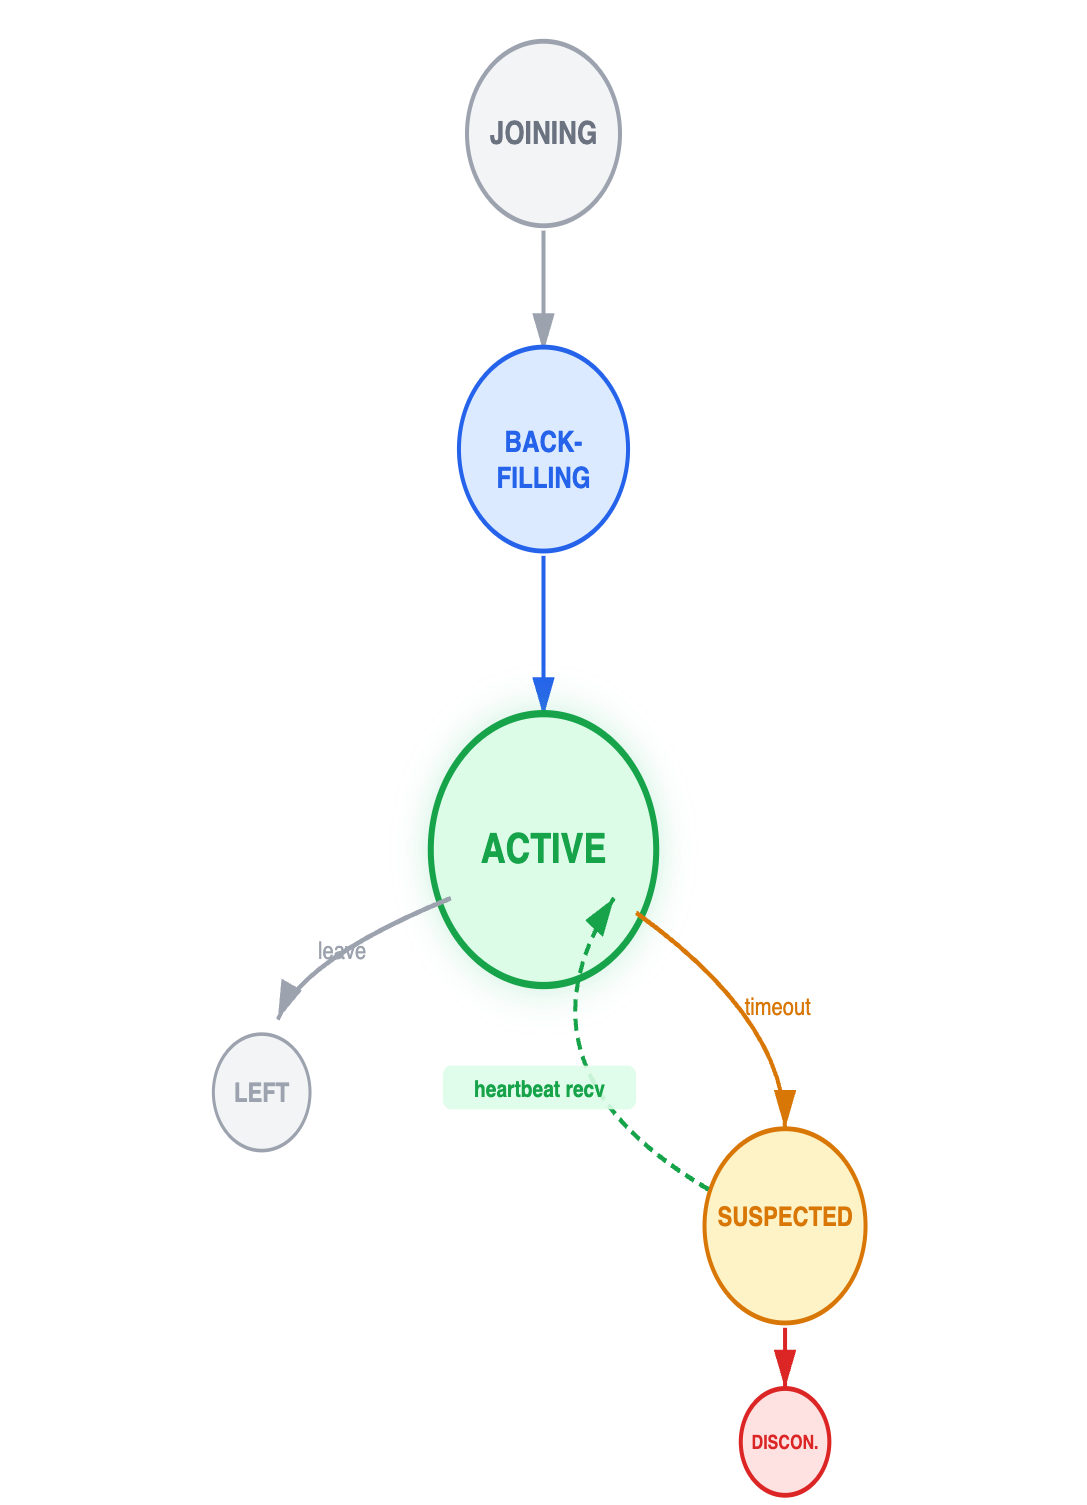 JOINING
BACK-
FILLING
ACTIVE
leave
timeout
heartbeat recv
LEFT
SUSPECTED
DISCON.